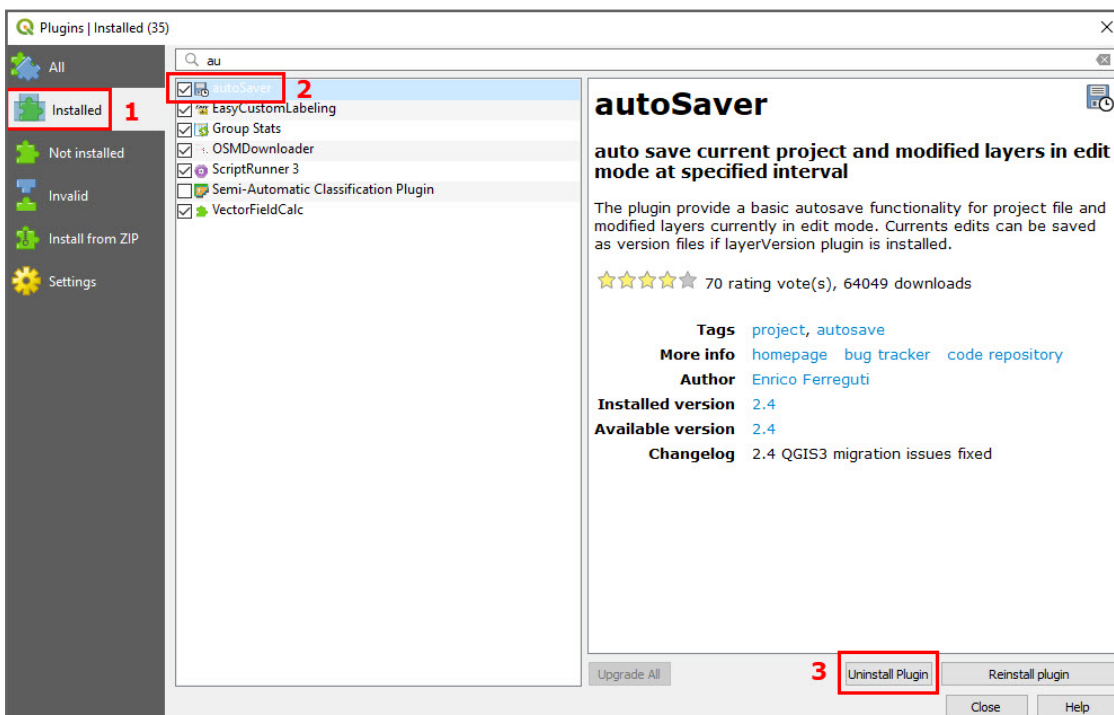 Plugins | Installed (35)
All
Installed
1
Not installed
Invalid
Install from ZIP
Settings
au
autoSaver
2
EasyCustomLabeling
Group Stats
OSMDownloader
ScriptRunner 3
Semi-Automatic Classification Plugin
VectorFieldCalc
autoSaver
auto save current project and modified layers in edit
mode at specified interval
The plugin provide a basic autosave functionality for project file and
modified layers currently in edit mode. Currents edits can be saved
as version files if layerVersion plugin is installed.
70 rating vote(s), 64049 downloads
Tags project, autosave
More info homepage bug tracker code repository
Author Enrico Ferreguti
Installed version 2.4
Available version 2.4
Changelog 2.4 QGIS3 migration issues fixed
Upgrade All
3
Uninstall Plugin
Reinstall plugin
Close
Help